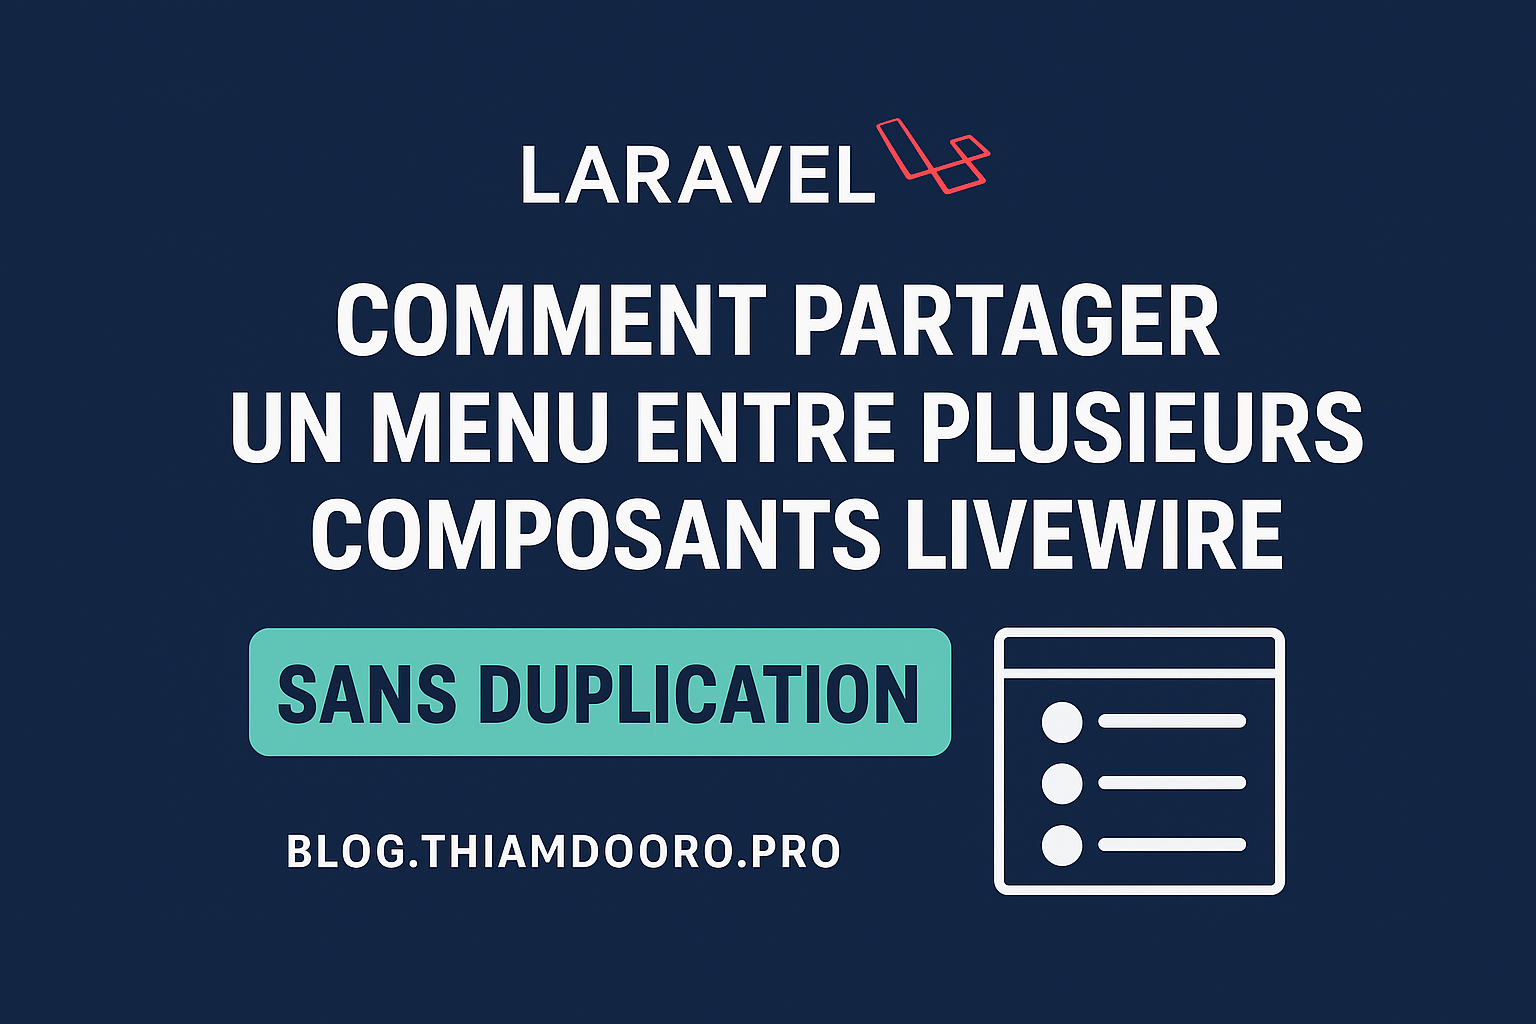 LARAVEL
COMMENT PARTAGER
UN MENU ENTRE PLUSIEURS
COMPOSANTS LIVEWIRE
SANS DUPLICATION
BLOG.THIAMDOORO.PRO